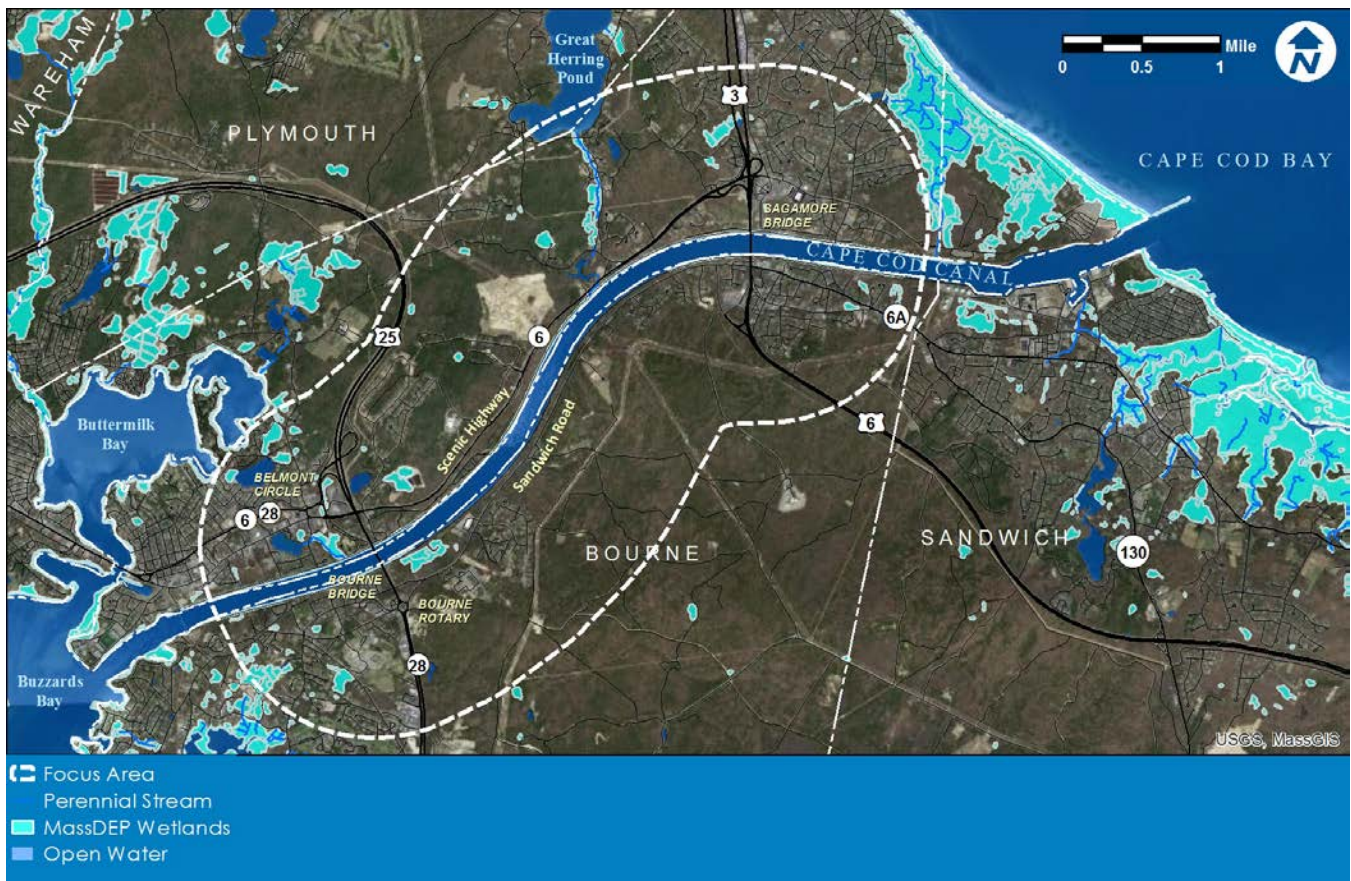 WAREHAM
PLYMOUTH
Great
Herring
Pond
3
Mile
0 0.5 1
N
CAPE COD BAY
SAGAMORE
BRIDGE
CAPE COD CANAL
6A
25
6
Scenic Highway
Sandwich Road
6
Buttermilk
Bay
BELMONT
CIRCLE
6 28
BOURNE
BRIDGE
BOURNE
ROTARY
BOURNE
SANDWICH
130
28
Buzzards
Bay
USGS, MassGIS
Focus Area
Perennial Stream
MassDEP Wetlands
Open Water